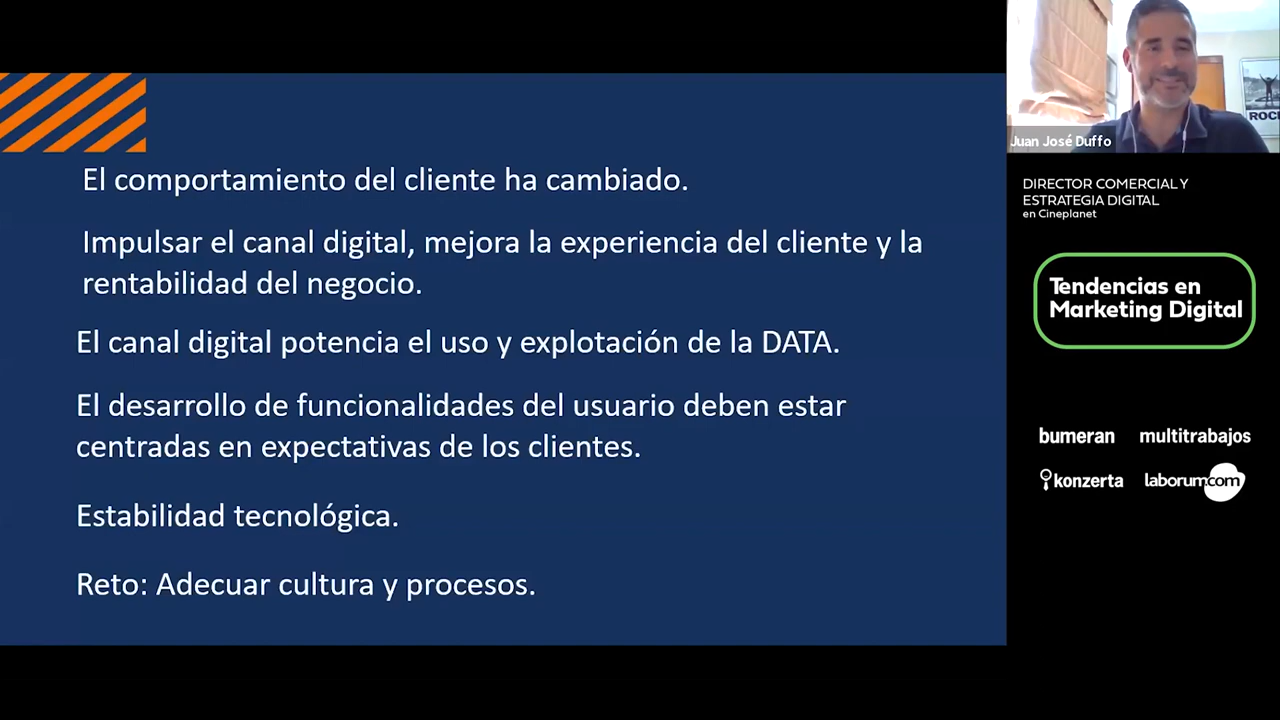 El comportamiento del cliente ha cambiado.
Impulsar el canal digital, mejora la experiencia del cliente y la
rentabilidad del negocio.
El canal digital potencia el uso y explotación de la DATA.
El desarrollo de funcionalidades del usuario deben estar
centradas en expectativas de los clientes.
Estabilidad tecnológica.
Reto: Adecuar cultura y procesos.
Juan José Duffo
DIRECTOR COMERCIAL Y
ESTRATEGIA DIGITAL
en Cineplanet
Tendencias en
Marketing Digital
bumeran multitrabajos
konzerta laborum.com